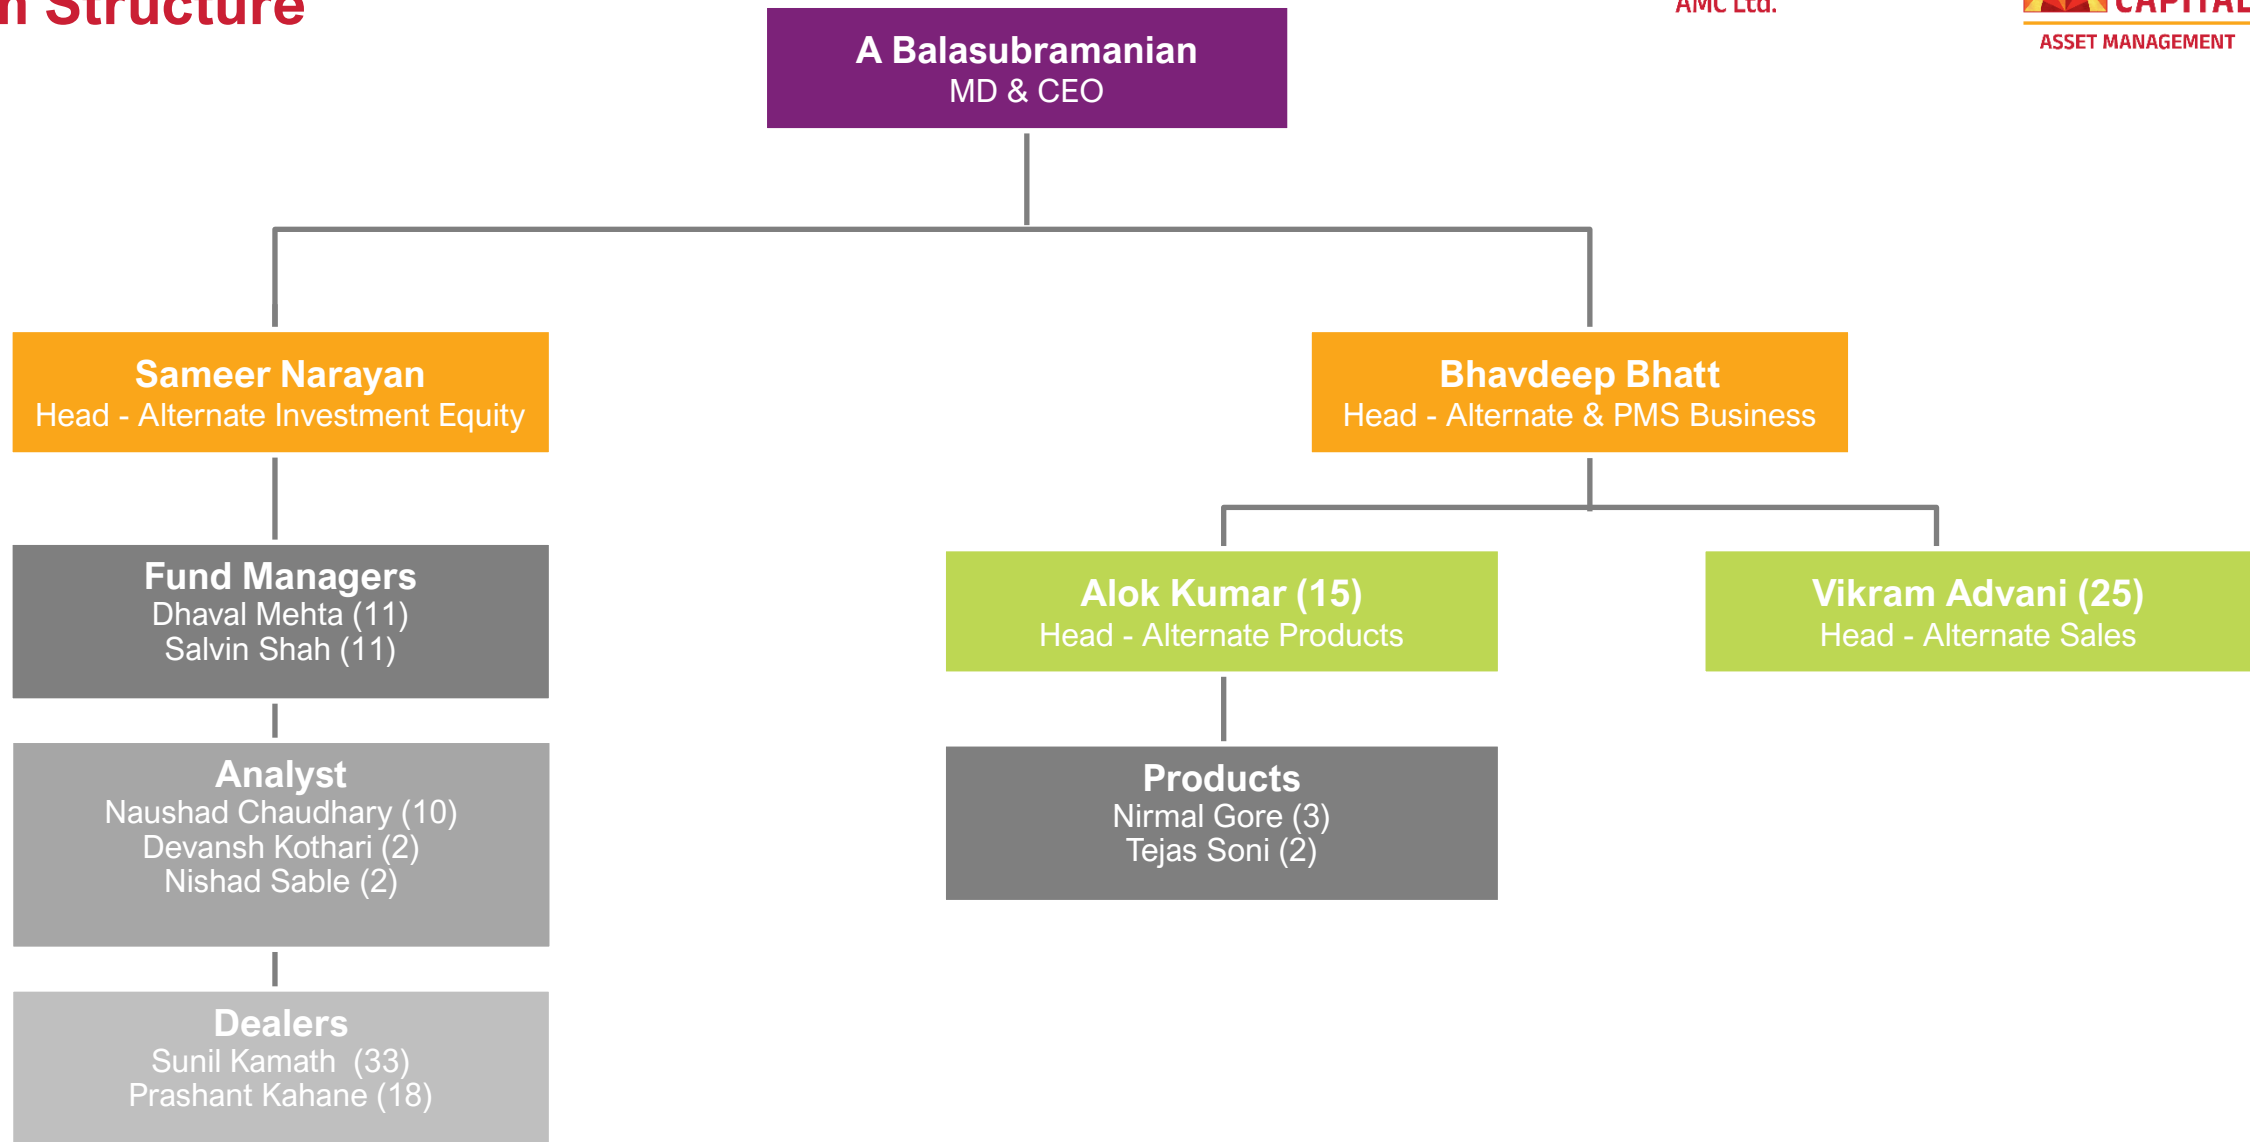 n Structure
AMC Ltd.
CAPITAL
ASSET MANAGEMENT
A Balasubramanian
MD & CEO
Sameer Narayan
Head - Alternate Investment Equity
Bhavdeep Bhatt
Head - Alternate & PMS Business
Fund Managers
Dhaval Mehta (11)
Salvin Shah (11)
Alok Kumar (15)
Head - Alternate Products
Vikram Advani (25)
Head - Alternate Sales
Analyst
Naushad Chaudhary (10)
Devansh Kothari (2)
Nishad Sable (2)
Products
Nirmal Gore (3)
Tejas Soni (2)
Dealers
Sunil Kamath  (33)
Prashant Kahane (18)